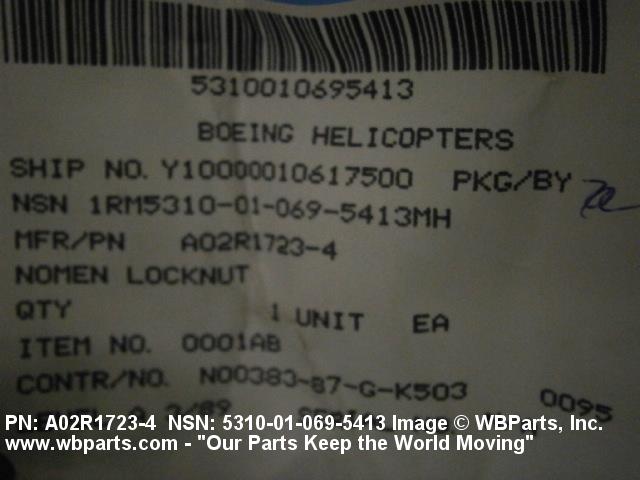 5310010695413
BOEING HELICOPTERS
SHIP NO. Y10000010617500 PKG/BY
NSN 1RM5310-01-069-5413MH
MFR/PN A02R1723-4
NOMEN LOCKNUT
QTY 1 UNIT EA
ITEM NO. 0001AB
CONTR/NO. N00383-87-G-K503 0095
PN: A02R1723-4 NSN: 5310-01-069-5413 Image © WBParts, Inc.
www.wbparts.com - "Our Parts Keep the World Moving"